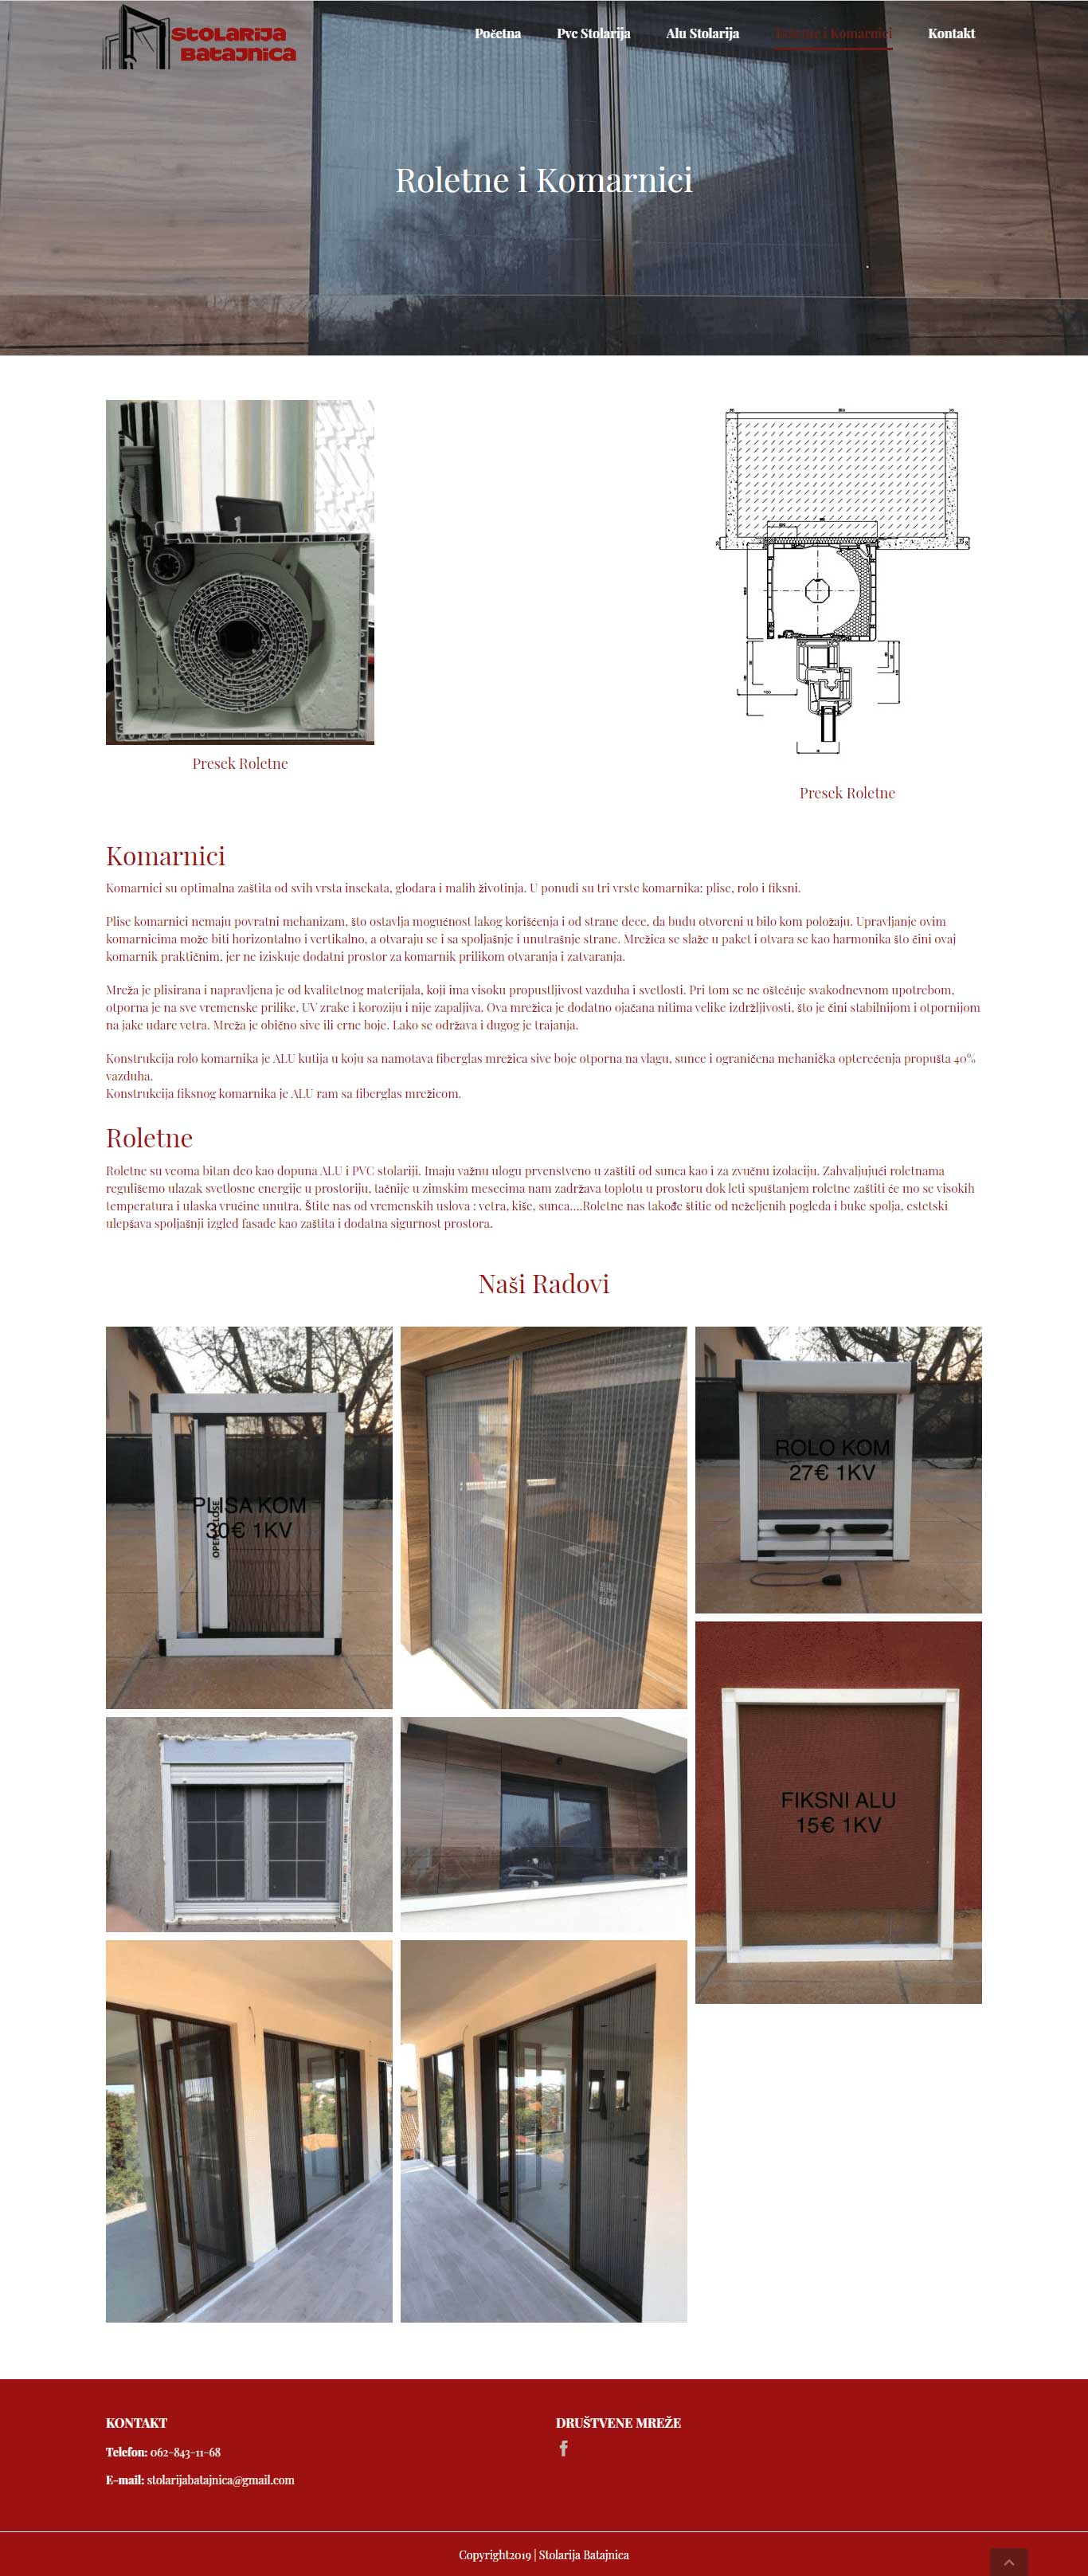 STOLARIJA
BATAJNICA
Početna
Pvc Stolarija
Alu Stolarija
Roletne i Komarnici
Kontakt
Roletne i Komarnici
Presek Roletne
Presek Roletne
Komarnici
Komarnici su optimalna zaštita od svih vrsta insekata, glodara i malih životinja. U ponudi su tri vrste komarnika: plise, rolo i fiksni.
Plise komarnici nemaju povratni mehanizam, što ostavlja mogućnost lakog korišćenja i od strane dece, da budu otvoreni u bilo kom položaju. Upravljanje ovim
komarnicima može biti horizontalno i vertikalno, a otvaraju se i sa spoljašnje i unutrašnje strane. Mrežica se slaže u paket i otvara se kao harmonika što čini ovaj
komarnik praktičnim, jer ne iziskuje dodatni prostor za komarnik prilikom otvaranja i zatvaranja.
Mreža je plisirana i napravljena je od kvalitetnog materijala, koji ima visoku propustljivost vazduha i svetlosti. Pri tom se ne oštećuje svakodnevnom upotrebom,
otporna je na sve vremenske prilike, UV zrake i koroziju i nije zapaljiva. Ova mrežica je dodatno ojačana nitima velike izdržljivosti, što je čini stabilnijom i otpornijom
na jake udare vetra. Mreža je obično sive ili crne boje. Lako se održava i dugog je trajanja.
Konstrukcija rolo komarnika je ALU kutija u koju sa namotava fiberglas mrežica sive boje otporna na vlagu, sunce i ograničena mehanička opterećenja propušta 40%
vazduha.
Konstrukcija fiksnog komarnika je ALU ram sa fiberglas mrežicom.
Roletne
Roletne su veoma bitan deo kao dopuna ALU i PVC stolariji. Imaju važnu ulogu prvenstveno u zaštiti od sunca kao i za zvučnu izolaciju. Zahvaljujući roletnama
regulišemo ulazak svetlosne energije u prostoriju, tačnije u zimskim mesecima nam zadržava toplotu u prostoru dok leti spuštanjem roletne zaštiti će mo se visokih
temperatura i ulaska vrućine unutra. Štite nas od vremenskih uslova : vetra, kiše, sunca....Roletne nas takođe štitie od neželjenih pogleda i buke spolja, estetski
ulepšava spoljašnji izgled fasade kao zaštita i dodatna sigurnost prostora.
Naši Radovi
PLISA KOM
30€ 1KV
OPEN CLOSE
ROLO KOM
27€ 1KV
FIKSNI ALU
15€ 1KV
KONTAKT
Telefon: 062-843-11-68
E-mail: stolarijabatajnica@gmail.com
DRUŠTVENE MREŽE
Copyright2019 | Stolarija Batajnica